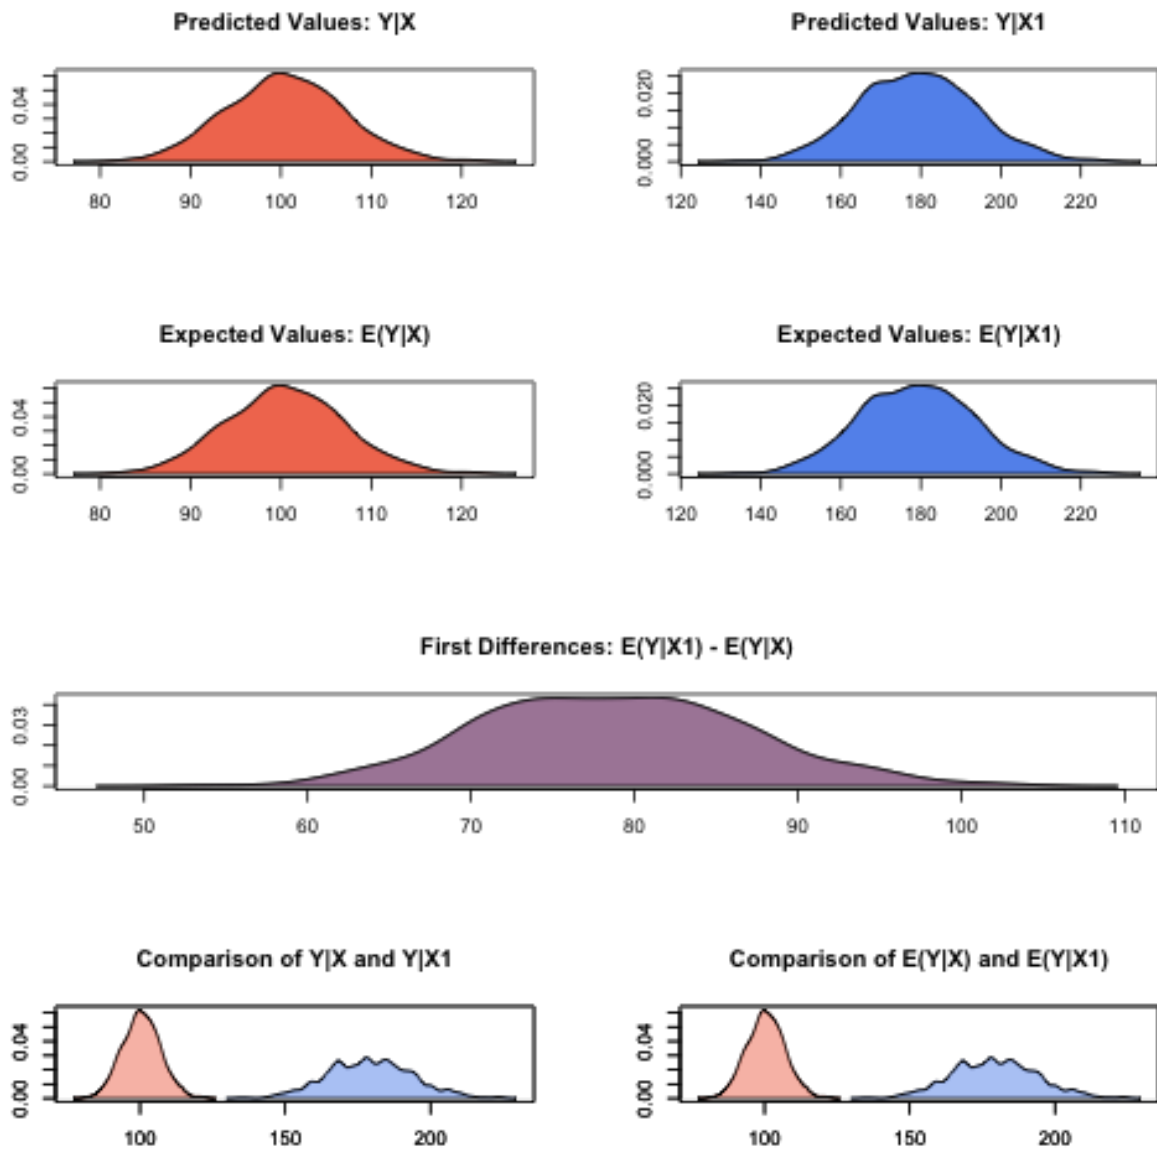 Predicted Values: Y|X
0.00 0.04
80 90 100 110 120
Predicted Values: Y|X1
0.000 0.020
120 140 160 180 200 220
Expected Values: E(Y|X)
0.00 0.04
80 90 100 110 120
Expected Values: E(Y|X1)
0.000 0.020
120 140 160 180 200 220
First Differences: E(Y|X1) - E(Y|X)
0.00 0.03
50 60 70 80 90 100 110
Comparison of Y|X and Y|X1
0.00 0.04
100 150 200
Comparison of E(Y|X) and E(Y|X1)
0.00 0.04
100 150 200